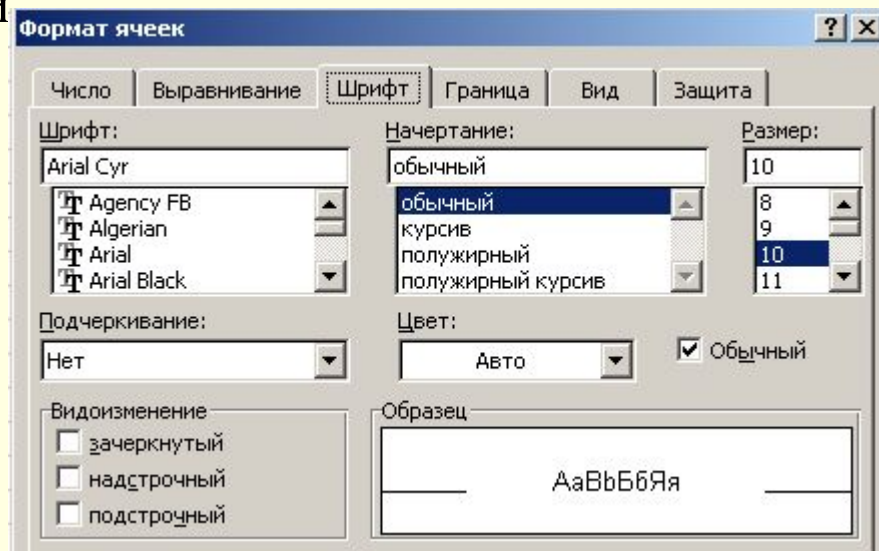 й
Формат ячеек
Число Выравнивание Шрифт Граница Вид Защита
Шрифт: Начертание: Размер:
Arial Cyr обычный 10
Agency FB обычный 8
Algerian курсив 9
Arial полужирный 10
Arial Black полужирный курсив 11
Подчеркивание: Цвет:
Нет Авто Обычный
Видоизменение Образец
зачеркнутый
надстрочный АаВbБбЯя
подстрочный